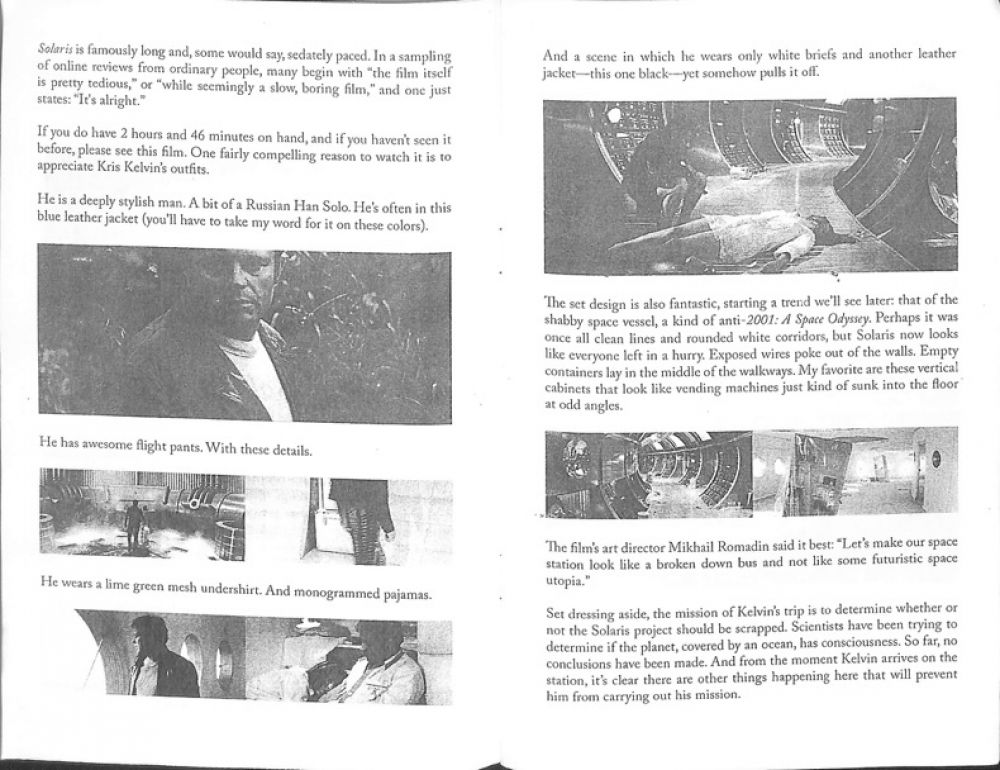 Solaris is famously long and, some would say, sedately paced. In a sampling
of online reviews from ordinary people, many begin with "the film itself
is pretty tedious," or "while seemingly a slow, boring film," and one just
states: "It's alright."
If you do have 2 hours and 46 minutes on hand, and if you haven't seen it
before, please see this film. One fairly compelling reason to watch it is to
appreciate Kris Kelvin's outfits.
He is a deeply stylish man. A bit of a Russian Han Solo. He's often in this
blue leather jacket (you'll have to take my word for it on these colors).
He has awesome flight pants. With these details.
He wears a lime green mesh undershirt. And monogrammed pajamas.
And a scene in which he wears only white briefs and another leather
jacket—this one black—yet somehow pulls it off.
The set design is also fantastic, starting a trend we'll see later: that of the
shabby space vessel, a kind of anti-2001: A Space Odyssey. Perhaps it was
once all clean lines and rounded white corridors, but Solaris now looks
like everyone left in a hurry. Exposed wires poke out of the walls. Empty
containers lay in the middle of the walkways. My favorite are these vertical
cabinets that look like vending machines just kind of sunk into the floor
at odd angles.
The film's art director Mikhail Romadin said it best: "Let's make our space
station look like a broken down bus and not like some futuristic space
utopia."
Set dressing aside, the mission of Kelvin's trip is to determine whether or
not the Solaris project should be scrapped. Scientists have been trying to
determine if the planet, covered by an ocean, has consciousness. So far, no
conclusions have been made. And from the moment Kelvin arrives on the
station, it's clear there are other things happening here that will prevent
him from carrying out his mission.